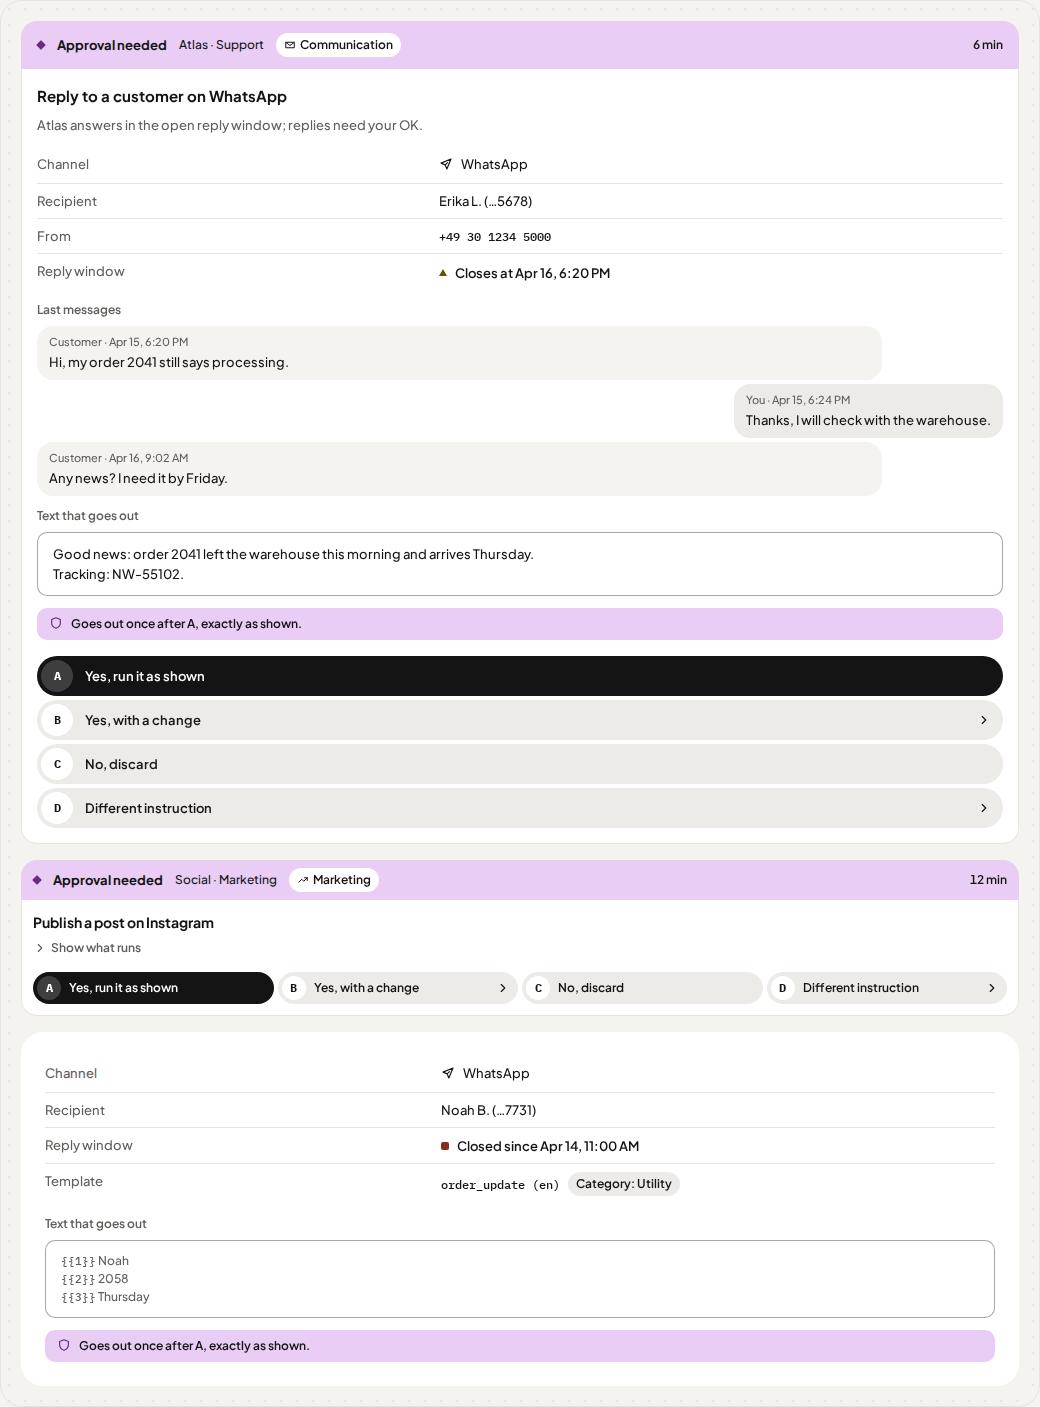 Approval needed Atlas · Support Communication 6 min
Reply to a customer on WhatsApp
Atlas answers in the open reply window; replies need your OK.
Channel WhatsApp
Recipient Erika L. (…5678)
From +49 30 1234 5000
Reply window Closes at Apr 16, 6:20 PM
Last messages
Customer · Apr 15, 6:20 PM
Hi, my order 2041 still says processing.
You · Apr 15, 6:24 PM
Thanks, I will check with the warehouse.
Customer · Apr 16, 9:02 AM
Any news? I need it by Friday.
Text that goes out
Good news: order 2041 left the warehouse this morning and arrives Thursday.
Tracking: NW-55102.
Goes out once after A, exactly as shown.
A Yes, run it as shown
B Yes, with a change
C No, discard
D Different instruction
Approval needed Social · Marketing Marketing 12 min
Publish a post on Instagram
Show what runs
A Yes, run it as shown B Yes, with a change C No, discard D Different instruction
Channel WhatsApp
Recipient Noah B. (…7731)
Reply window Closed since Apr 14, 11:00 AM
Template order_update (en) Category: Utility
Text that goes out
{{1}} Noah
{{2}} 2058
{{3}} Thursday
Goes out once after A, exactly as shown.